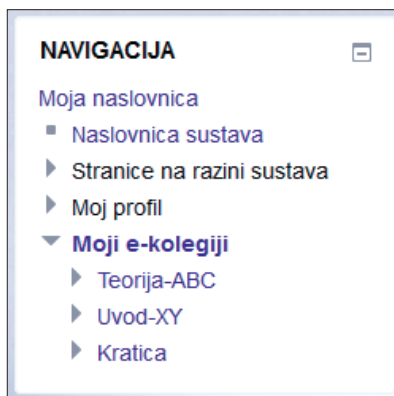 NAVIGACIJA
Moja naslovnica
Naslovnica sustava
Stranice na razini sustava
Moj profil
Moji e-kolegiji
Teorija-ABC
Uvod-XY
Kratica